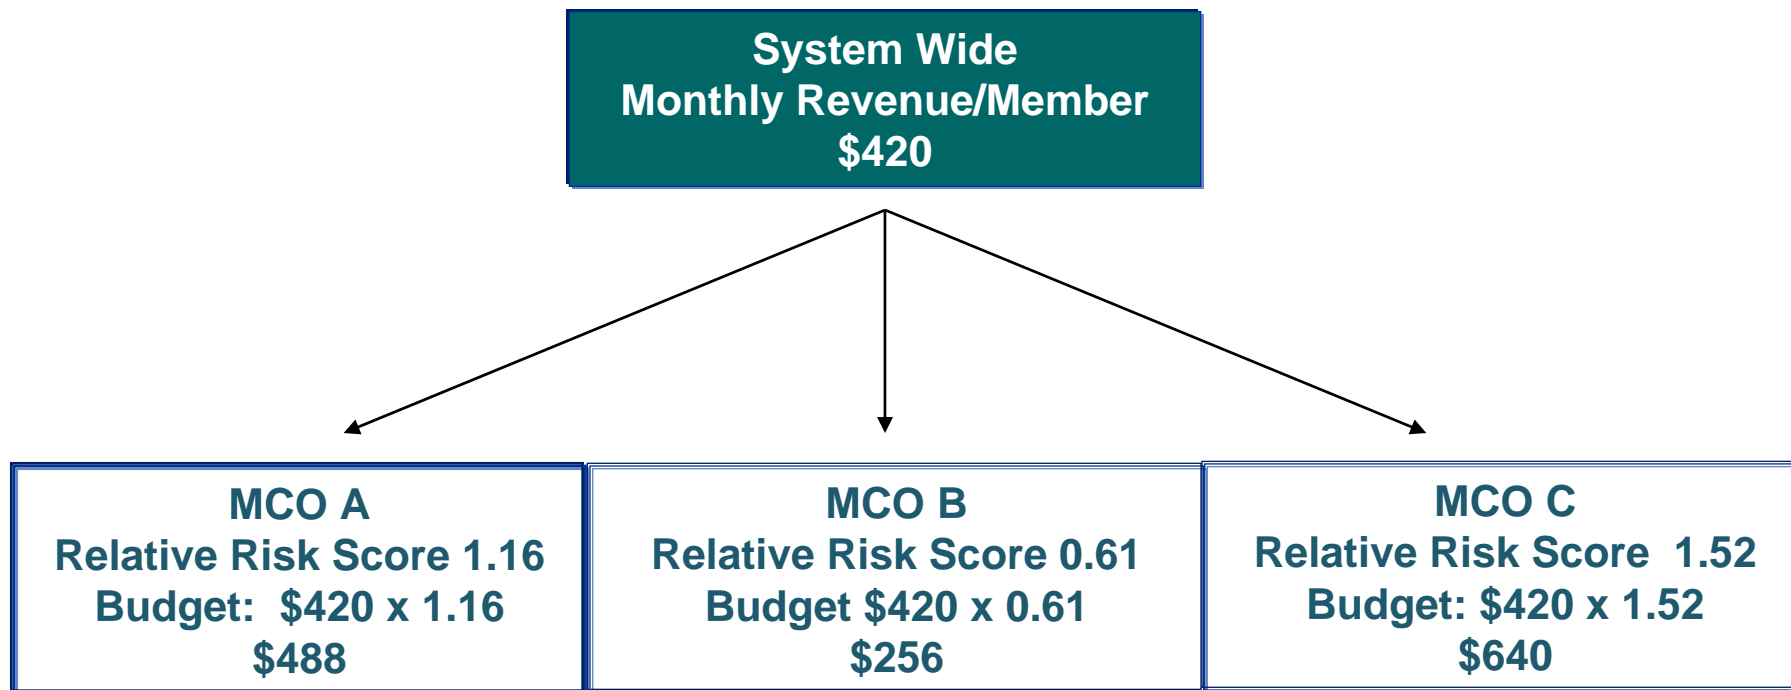 System Wide
Monthly Revenue/Member
$420
MCO A
Relative Risk Score 1.16
Budget:  $420 x 1.16
$488
MCO B
Relative Risk Score 0.61
Budget $420 x 0.61
$256
MCO C
Relative Risk Score  1.52
Budget: $420 x 1.52
$640